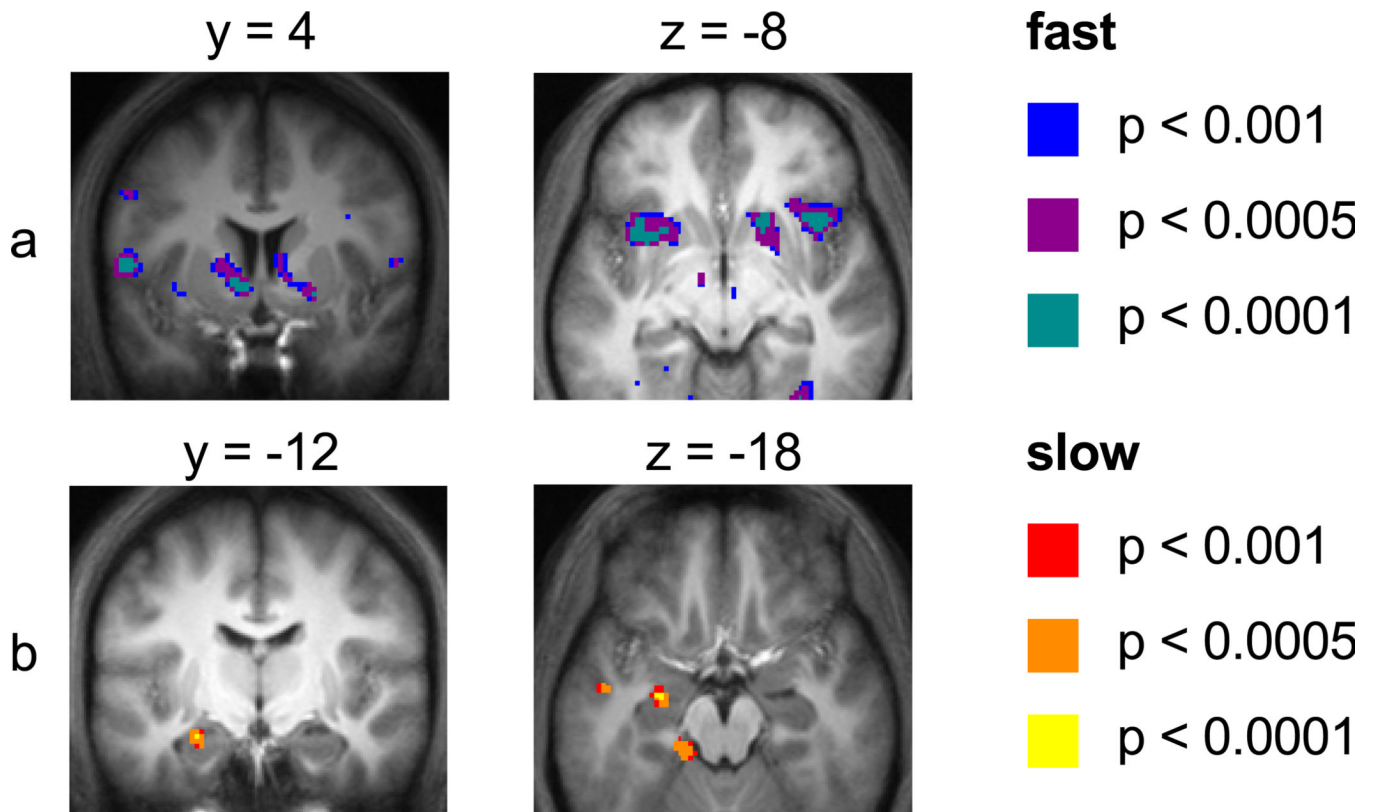 y = 4
z = -8
fast
p < 0.001
p < 0.0005
p < 0.0001
a
y = -12
z = -18
slow
p < 0.001
p < 0.0005
p < 0.0001
b